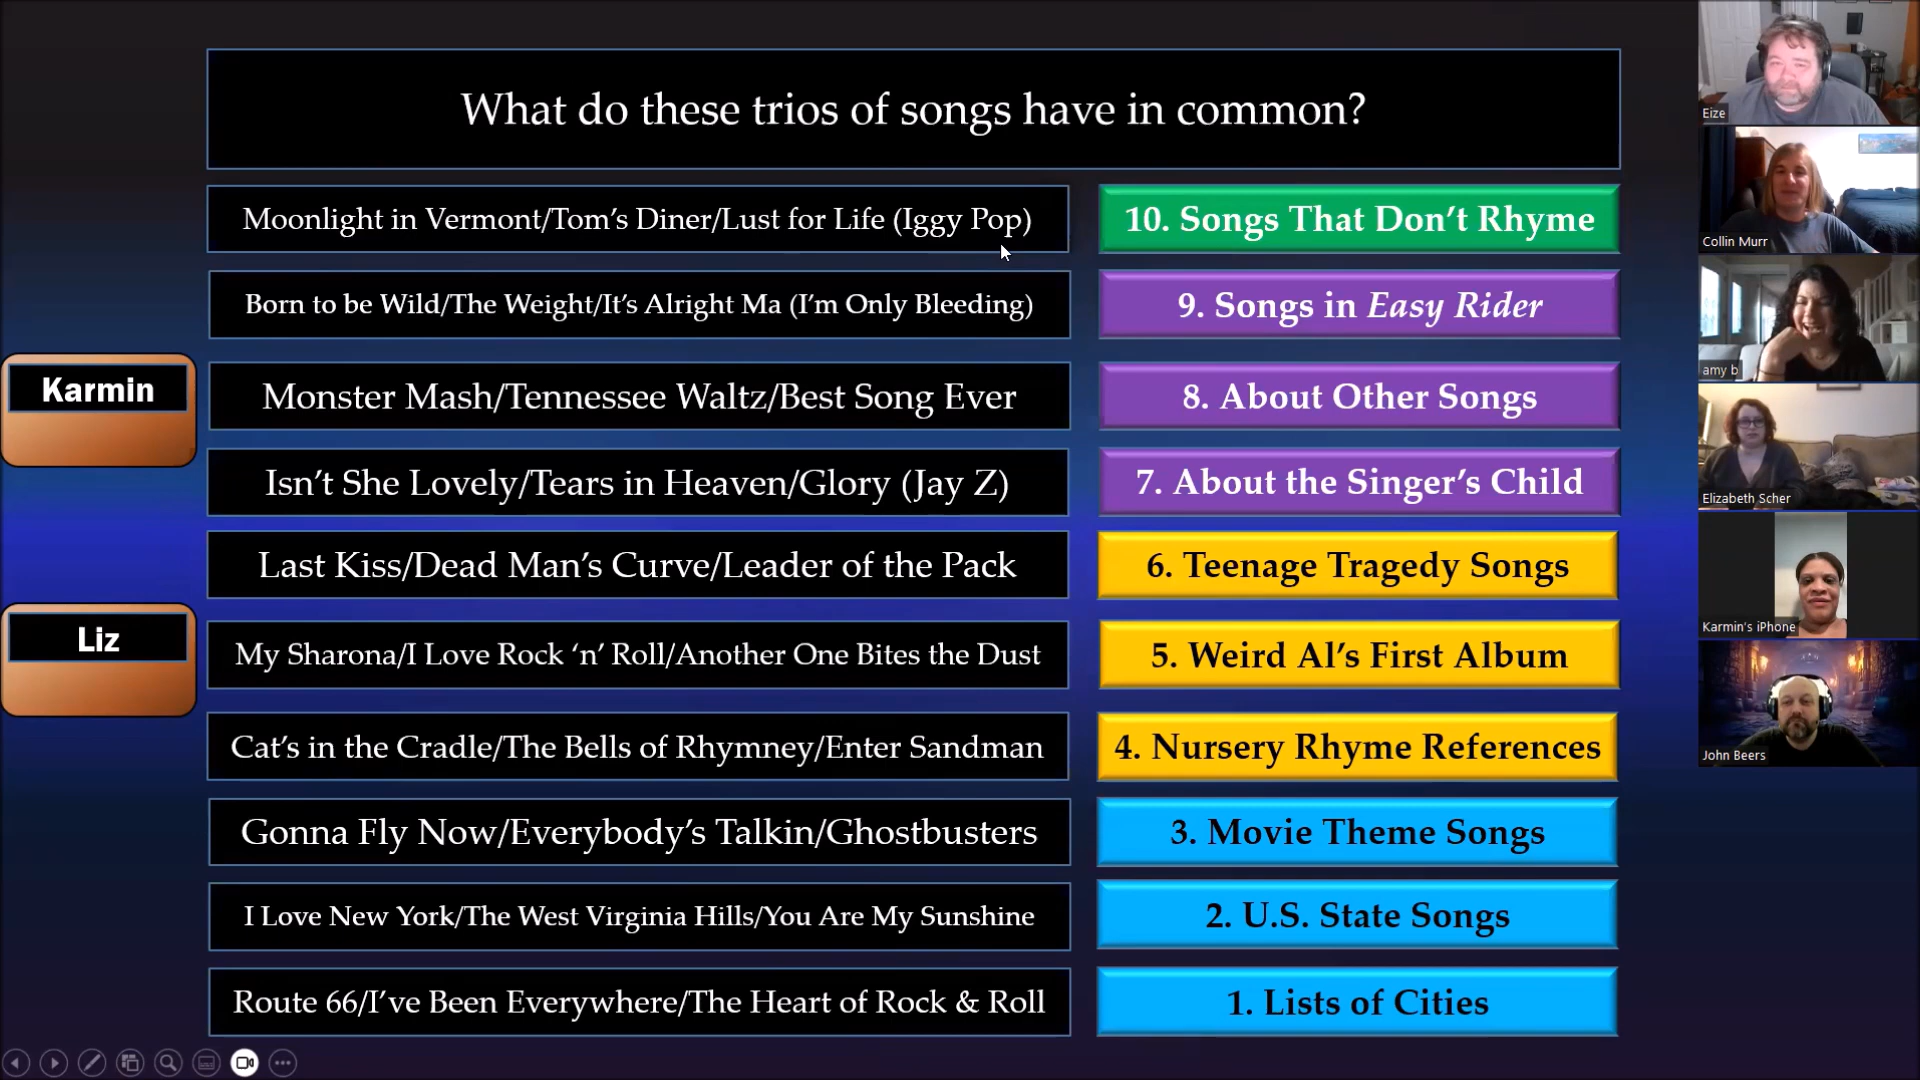 What do these trios of songs have in common?
Moonlight in Vermont/Tom's Diner/Lust for Life (Iggy Pop)
10. Songs That Don't Rhyme
Born to be Wild/The Weight/It's Alright Ma (I'm Only Bleeding)
9. Songs in Easy Rider
Karmin
Monster Mash/Tennessee Waltz/Best Song Ever
8. About Other Songs
Isn't She Lovely/Tears in Heaven/Glory (Jay Z)
7. About the Singer's Child
Last Kiss/Dead Man's Curve/Leader of the Pack
6. Teenage Tragedy Songs
Liz
My Sharona/I Love Rock 'n' Roll/Another One Bites the Dust
5. Weird Al's First Album
Cat's in the Cradle/The Bells of Rhymney/Enter Sandman
4. Nursery Rhyme References
Gonna Fly Now/Everybody's Talkin/Ghostbusters
3. Movie Theme Songs
I Love New York/The West Virginia Hills/You Are My Sunshine
2. U.S. State Songs
Route 66/I've Been Everywhere/The Heart of Rock & Roll
1. Lists of Cities
Eize
Collin Murr
amy b
Elizabeth Scher
Karmin's iPhone
John Beers